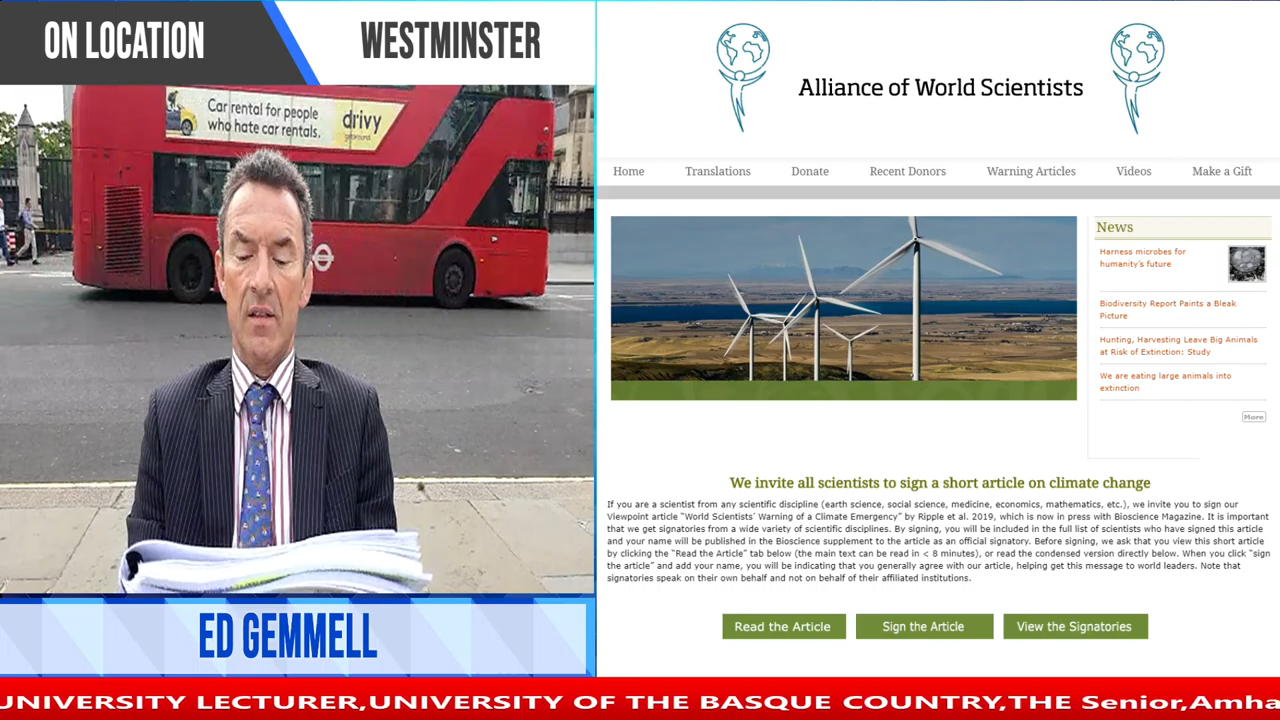 ON LOCATION
WESTMINSTER
Car rental for people
who hate car rentals.
drivy
Alliance of World Scientists
Home
Translations
Donate
Recent Donors
Warning Articles
Videos
Make a Gift
News
Harness microbes for
humanity's future
Biodiversity Report Paints a Bleak
Picture
Hunting, Harvesting Leave Big Animals
at Risk of Extinction: Study
We are eating large animals into
extinction
More
We invite all scientists to sign a short article on climate change
If you are a scientist from any scientific discipline (earth science, social science, medicine, economics, mathematics, etc.), we invite you to sign our
Viewpoint article "World Scientists' Warning of a Climate Emergency" by Ripple et al. 2019, which is now in press with Bioscience Magazine. It is important
that we get signatories from a wide variety of scientific disciplines. By signing, you will be included in the full list of scientists who have signed this article
and your name will be published in the Bioscience supplement to the article as an official signatory. Before signing, we ask that you view this short article
by clicking the "Read the Article" tab below (the main text can be read in < 8 minutes), or read the condensed version directly below. When you click "sign
the article" and add your name, you will be indicating that you generally agree with our article, helping get this message to world leaders. Note that
signatories speak on their own behalf and not on behalf of their affiliated institutions.
Read the Article
Sign the Article
View the Signatories
ED GEMMELL
UNIVERSITY LECTURER,UNIVERSITY OF THE BASQUE COUNTRY,THE Senior,Amha